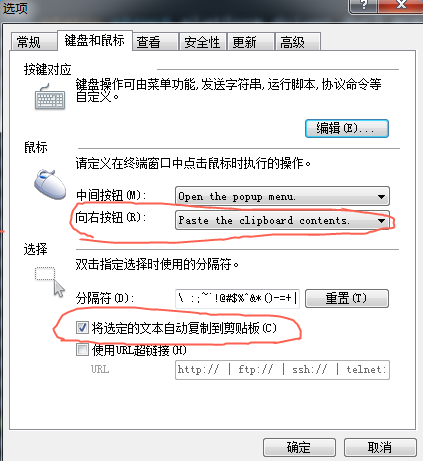 选项
常规 键盘和鼠标 查看 安全性 更新 高级
按键对应
键盘操作可由菜单功能,发送字符串,运行脚本,协议命令等
自定义。
编辑(E)...
鼠标
请定义在终端窗口中点击鼠标时执行的操作。
中间按钮(M): Open the popup menu.
向右按钮(R): Paste the clipboard contents.
选择
双击指定选择时使用的分隔符。
分隔符(D): \ :;~`!@#$%^&*()-=+| 重置(T)
将选定的文本自动复制到剪贴板(C)
使用URL超链接(H)
URL http:// | ftp:// | ssh:// | telnet:
确定 取消